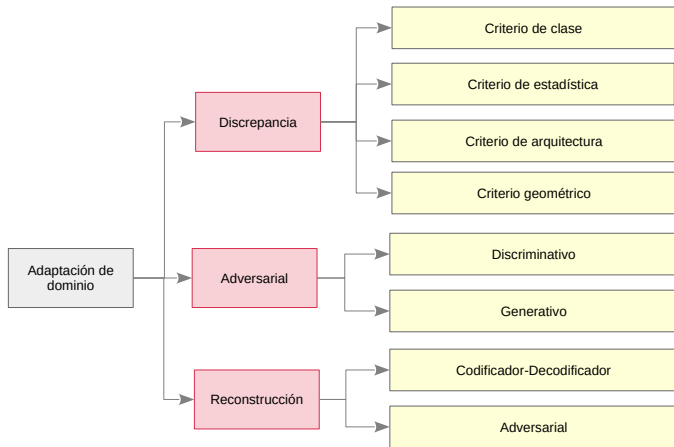 Adaptación de
dominio
Discrepancia
Criterio de clase
Criterio de estadística
Criterio de arquitectura
Criterio geométrico
Adversarial
Discriminativo
Generativo
Reconstrucción
Codificador-Decodificador
Adversarial